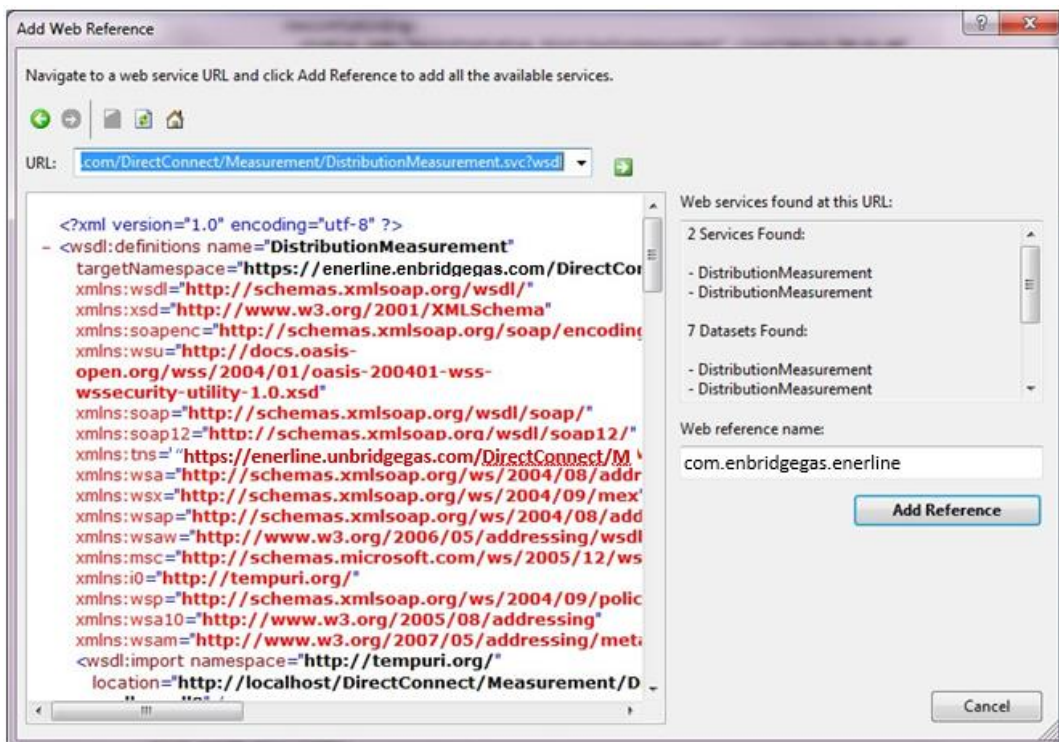 Add Web Reference
Navigate to a web service URL and click Add Reference to add all the available services.
URL: .com/DirectConnect/Measurement/DistributionMeasurement.svc?wsdl
<?xml version="1.0" encoding="utf-8" ?>
- <wsdl:definitions name="DistributionMeasurement"
targetNamespace="https://enerline.enbridgegas.com/DirectCor
xmlns:wsdl="http://schemas.xmlsoap.org/wsdl/"
xmlns:xsd="http://www.w3.org/2001/XMLSchema"
xmlns:soapenc="http://schemas.xmlsoap.org/soap/encoding
xmlns:wsu="http://docs.oasis-
open.org/wss/2004/01/oasis-200401-wss-
wssecurity-utility-1.0.xsd"
xmlns:soap="http://schemas.xmlsoap.org/wsdl/soap/"
xmlns:soap12="http://schemas.xmlsoap.org/wsdl/soap12/"
xmlns:tns='"https://enerline.unbridgegas.com/DirectConnect/M
xmlns:wsa="http://schemas.xmlsoap.org/ws/2004/08/addr
xmlns:wsx="http://schemas.xmlsoap.org/ws/2004/09/mex"
xmlns:wsap="http://schemas.xmlsoap.org/ws/2004/08/add
xmlns:wsaw="http://www.w3.org/2006/05/addressing/wsdl
xmlns:msc="http://schemas.microsoft.com/ws/2005/12/ws
xmlns:i0="http://tempuri.org/"
xmlns:wsp="http://schemas.xmlsoap.org/ws/2004/09/polic
xmlns:wsa10="http://www.w3.org/2005/08/addressing"
xmlns:wsam="http://www.w3.org/2007/05/addressing/meta
<wsdl:import namespace="http://tempuri.org/"
location="http://localhost/DirectConnect/Measurement/D
Web services found at this URL:
2 Services Found:
- DistributionMeasurement
- DistributionMeasurement
7 Datasets Found:
- DistributionMeasurement
- DistributionMeasurement
Web reference name:
com.enbridgegas.enerline
Add Reference
Cancel